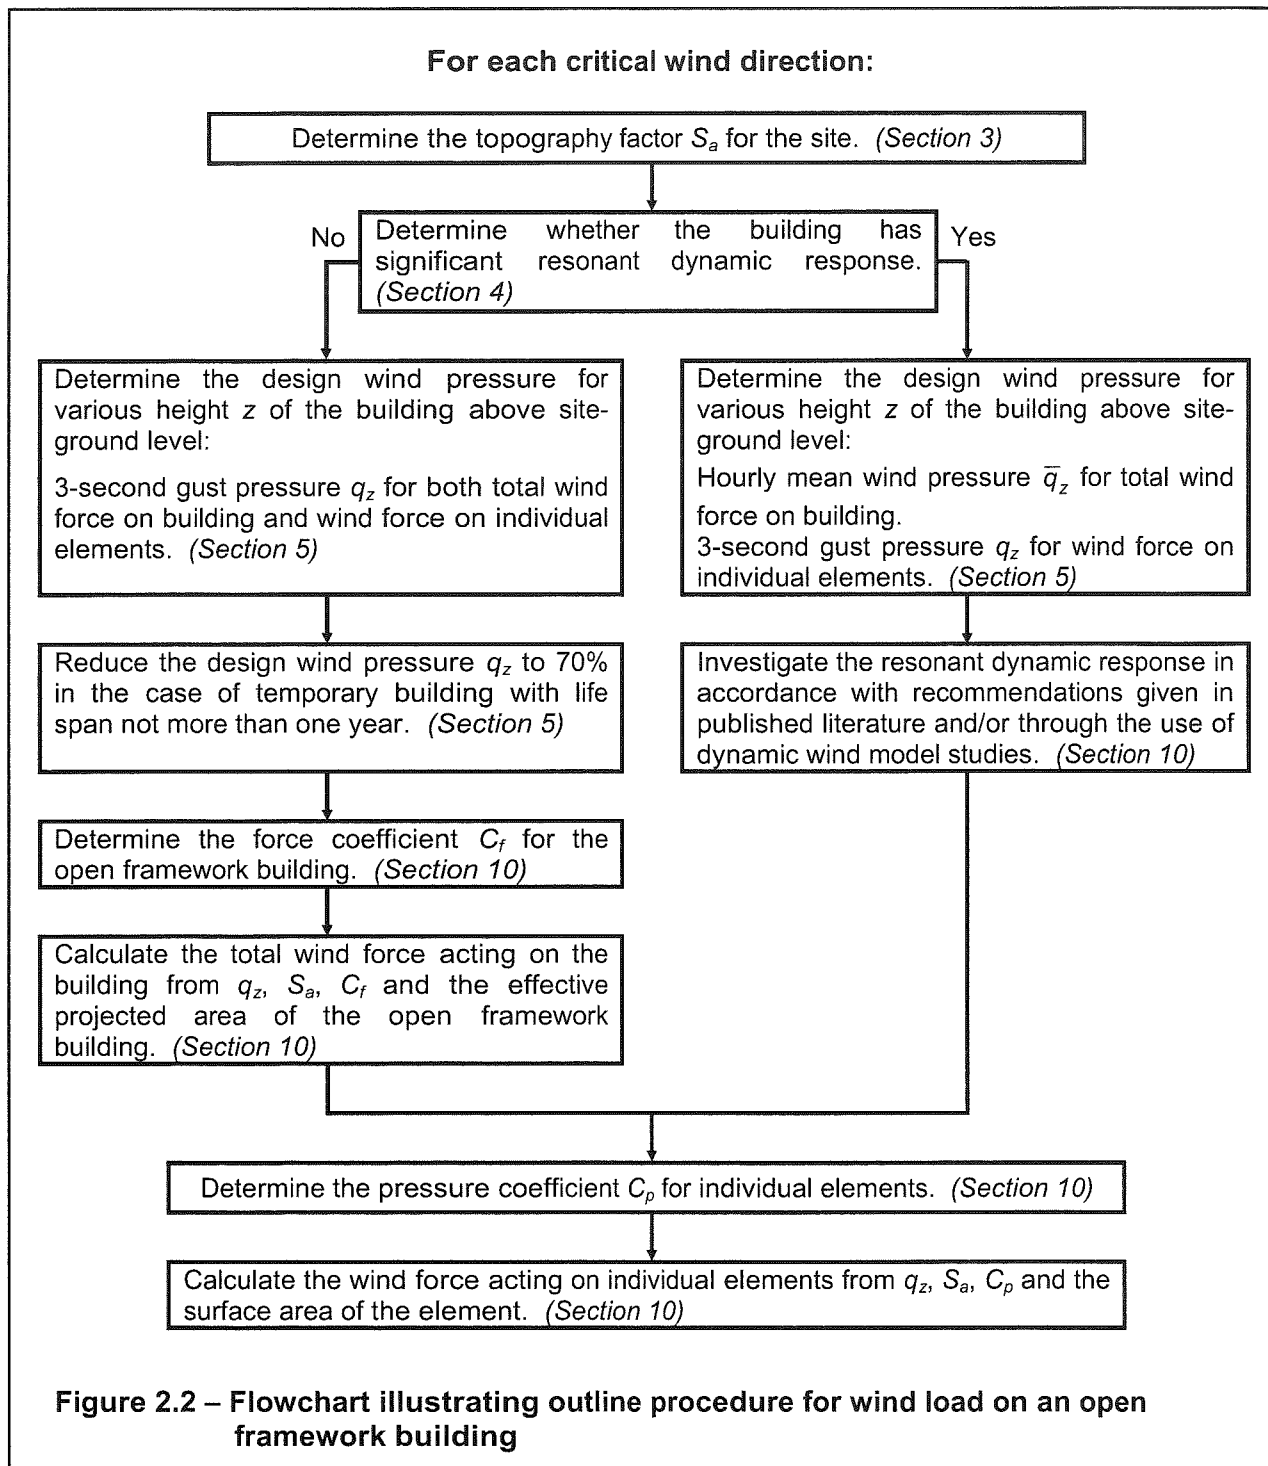 For each critical wind direction:
Determine the topography factor Sa for the site. (Section 3)
No
Determine whether the building has
significant resonant dynamic response.
(Section 4)
Yes
Determine the design wind pressure for
various height z of the building above site-
ground level:
3-second gust pressure qz for both total wind
force on building and wind force on individual
elements. (Section 5)
Determine the design wind pressure for
various height z of the building above site-
ground level:
Hourly mean wind pressure q̅z for total wind
force on building.
3-second gust pressure qz for wind force on
individual elements. (Section 5)
Reduce the design wind pressure qz to 70%
in the case of temporary building with life
span not more than one year. (Section 5)
Investigate the resonant dynamic response in
accordance with recommendations given in
published literature and/or through the use of
dynamic wind model studies. (Section 10)
Determine the force coefficient Cf for the
open framework building. (Section 10)
Calculate the total wind force acting on the
building from qz, Sa, Cf and the effective
projected area of the open framework
building. (Section 10)
Determine the pressure coefficient Cp for individual elements. (Section 10)
Calculate the wind force acting on individual elements from qz, Sa, Cp and the
surface area of the element. (Section 10)
Figure 2.2 – Flowchart illustrating outline procedure for wind load on an open
framework building